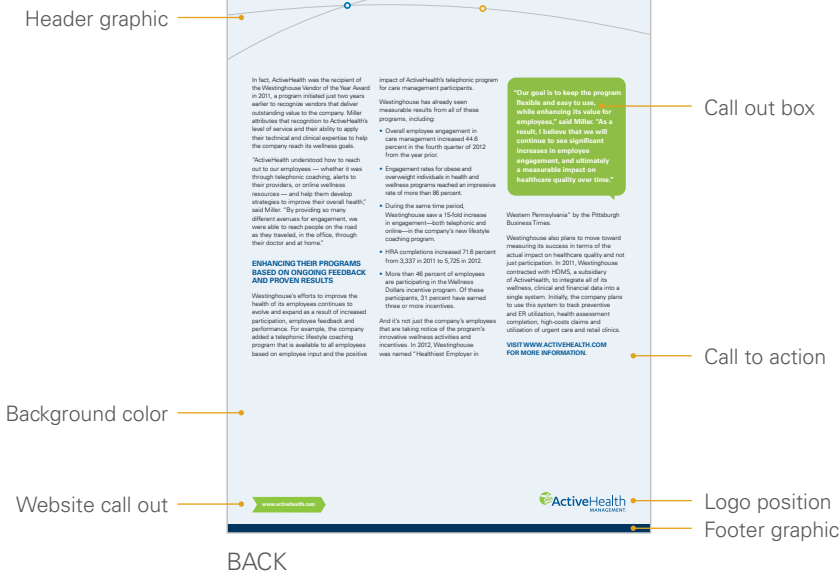 Header graphic
In fact, ActiveHealth was the recipient of
the Westinghouse Vendor of the Year Award
in 2011, a program initiated just two years
earlier to recognize vendors that deliver
outstanding value to the company. Miller
attributes that recognition to ActiveHealth's
level of service and their ability to apply
their technical and clinical expertise to help
the company reach its wellness goals.
"ActiveHealth understood how to reach
out to our employees — whether it was
through telephonic coaching, alerts to
their providers, or online wellness
resources — and help them develop
strategies to improve their overall health,"
said Miller. "By providing so many
different avenues for engagement, we
were able to reach people on the road
as they traveled, in the office, through
their doctor and at home."
ENHANCING THEIR PROGRAMS
BASED ON ONGOING FEEDBACK
AND PROVEN RESULTS
Westinghouse's efforts to improve the
health of its employees continues to
evolve and expand as a result of increased
participation, employee feedback and
performance. For example, the company
added a telephonic lifestyle coaching
program that is available to all employees
based on employee input and the positive
impact of ActiveHealth's telephonic program
for care management participants.
Westinghouse has already seen
measurable results from all of these
programs, including:
• Overall employee engagement in
care management increased 44.6
percent in the fourth quarter of 2012
from the year prior.
• Engagement rates for obese and
overweight individuals in health and
wellness programs reached an impressive
rate of more than 86 percent.
• During the same time period,
Westinghouse saw a 15-fold increase
in engagement—both telephonic and
online—in the company's new lifestyle
coaching program.
• HRA completions increased 71.6 percent
from 3,337 in 2011 to 5,725 in 2012.
• More than 46 percent of employees
are participating in the Wellness
Dollars incentive program. Of these
participants, 31 percent have earned
three or more incentives.
And it's not just the company's employees
that are taking notice of the program's
innovative wellness activities and
incentives. In 2012, Westinghouse
was named "Healthiest Employer in
"Our goal is to keep the program
flexible and easy to use,
while enhancing its value for
employees," said Miller. "As a
result, I believe that we will
continue to see significant
increases in employee
engagement, and ultimately
a measurable impact on
healthcare quality over time."
Call out box
Western Pennsylvania" by the Pittsburgh
Business Times.
Westinghouse also plans to move toward
measuring its success in terms of the
actual impact on healthcare quality and not
just participation. In 2011, Westinghouse
contracted with HDMS, a subsidiary
of ActiveHealth, to integrate all of its
wellness, clinical and financial data into a
single system. Initially, the company plans
to use this system to track preventive
and ER utilization, health assessment
completion, high-costs claims and
utilization of urgent care and retail clinics.
VISIT WWW.ACTIVEHEALTH.COM
FOR MORE INFORMATION.
Call to action
Background color
Website call out
www.activehealth.com
ActiveHealth
MANAGEMENT.
Logo position
Footer graphic
BACK